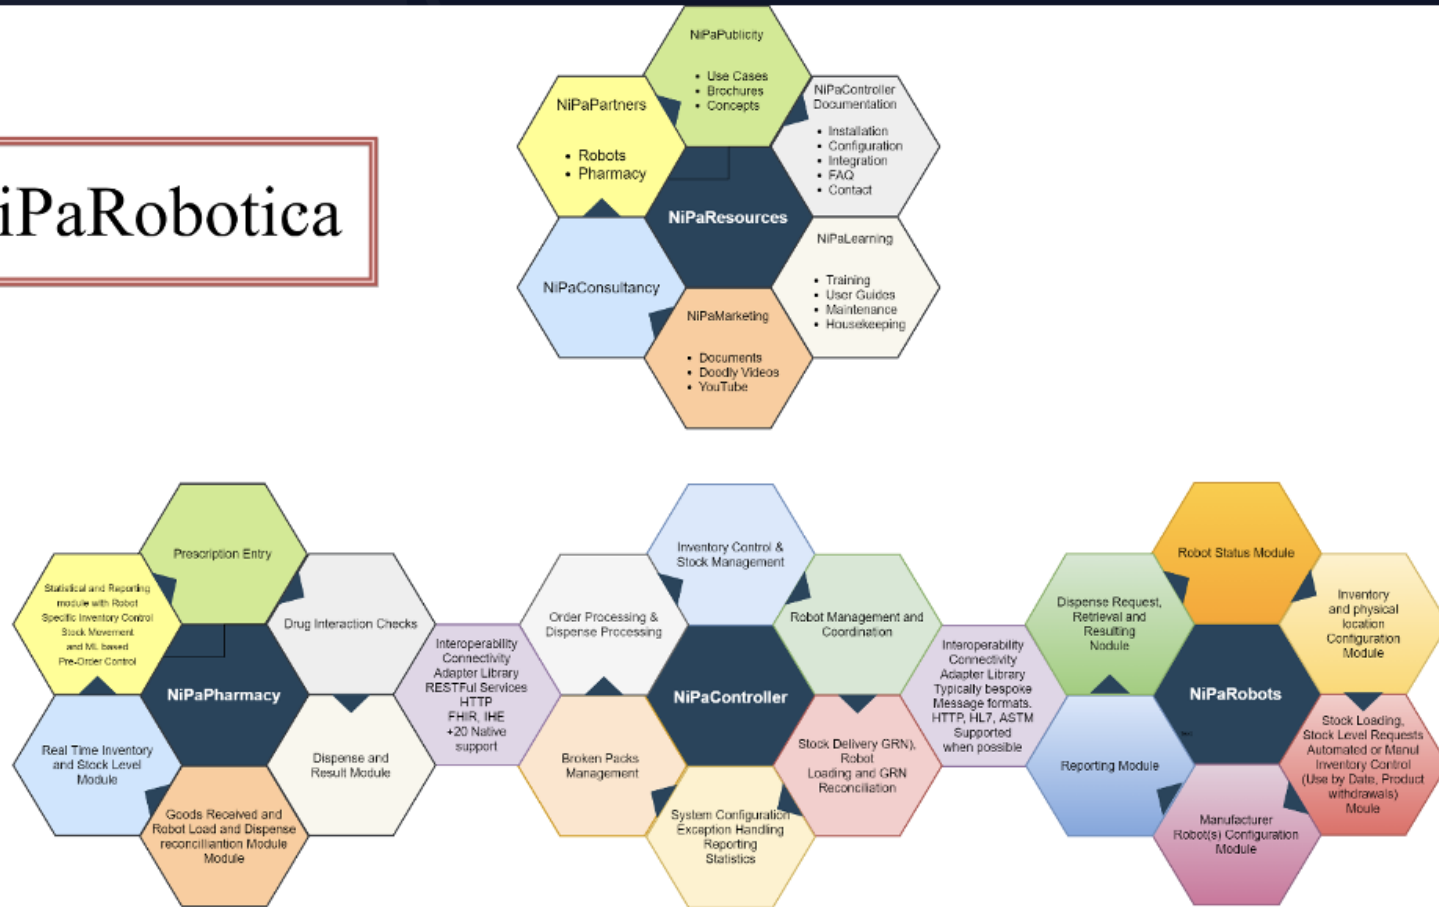 NiPaPublicity
• Use Cases
• Brochures
• Concepts
NiPaPartners
• Robots
• Pharmacy
NiPaController
Documentation
• Installation
• Configuration
• Integration
• FAQ
• Contact
iPaRobotica
NiPaResources
NiPaConsultancy
NiPaLearning
• Training
• User Guides
• Maintenance
• Housekeeping
NiPaMarketing
• Documents
• Doodly Videos
• YouTube
Prescription Entry
Statistical and Reporting
module with Robot
Specific Inventory Control
Stock Movement
and ML based
Pre-Order Control
Drug Interaction Checks
NiPaPharmacy
Real Time Inventory
and Stock Level
Module
Dispense and
Result Module
Goods Received and
Robot Load and Dispense
reconcilliantion Module
Module
Interoperability
Connectivity
Adapter Library
RESTFul Services
HTTP
FHIR, IHE
+20 Native
support
Inventory Control &
Stock Management
Order Processing &
Dispense Processing
Robot Management and
Coordination
NiPaController
Broken Packs
Management
Stock Delivery GRN),
Robot
Loading and GRN
Reconciliation
System Configuration
Exception Handling
Reporting
Statistics
Interoperability
Connectivity
Adapter Library
Typically bespoke
Message formats.
HTTP, HL7, ASTM
Supported
when possible
Robot Status Module
Dispense Request,
Retrieval and
Resulting
Nodule
Inventory
and physical
location
Configuration
Module
NiPaRobots
Reporting Module
Stock Loading,
Stock Level Requests
Automated or Manul
Inventory Control
(Use by Date, Product
withdrawals)
Moule
Manufacturer
Robot(s) Configuration
Module